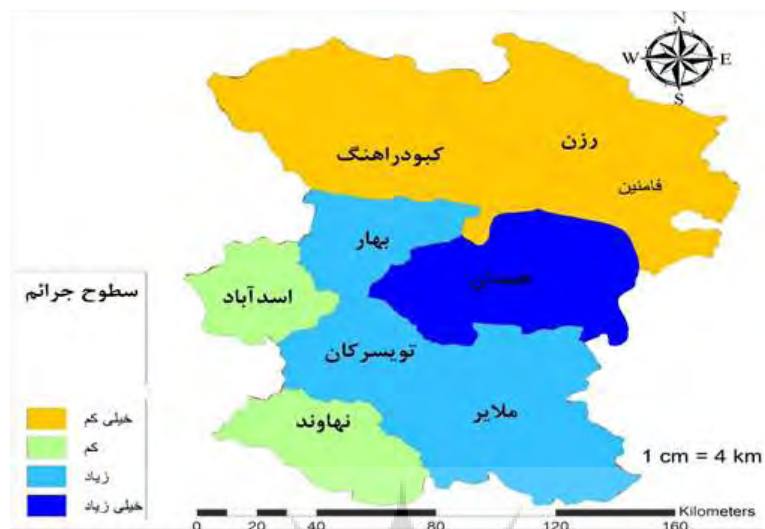 N
W E
S
رزن
کبودراهنگ
فامنین
بهار
همدان
اسدآباد
سطوح جرائم
تویسرکان
ملایر
نهاوند
خیلی کم
کم
زیاد
خیلی زیاد
1 cm = 4 km
0 20 40 80 120 160 Kilometers